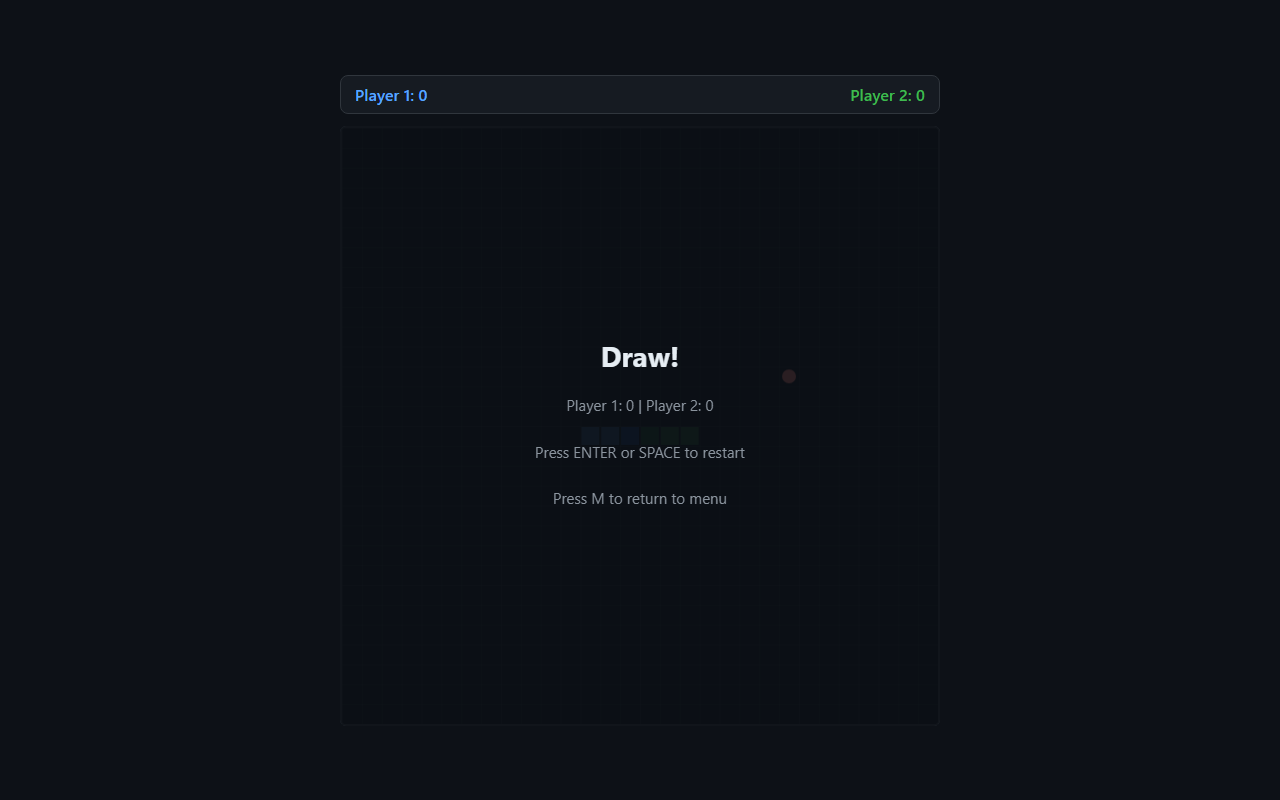 Player 1: 0
Player 2: 0
Draw!
Player 1: 0 | Player 2: 0
Press ENTER or SPACE to restart
Press M to return to menu